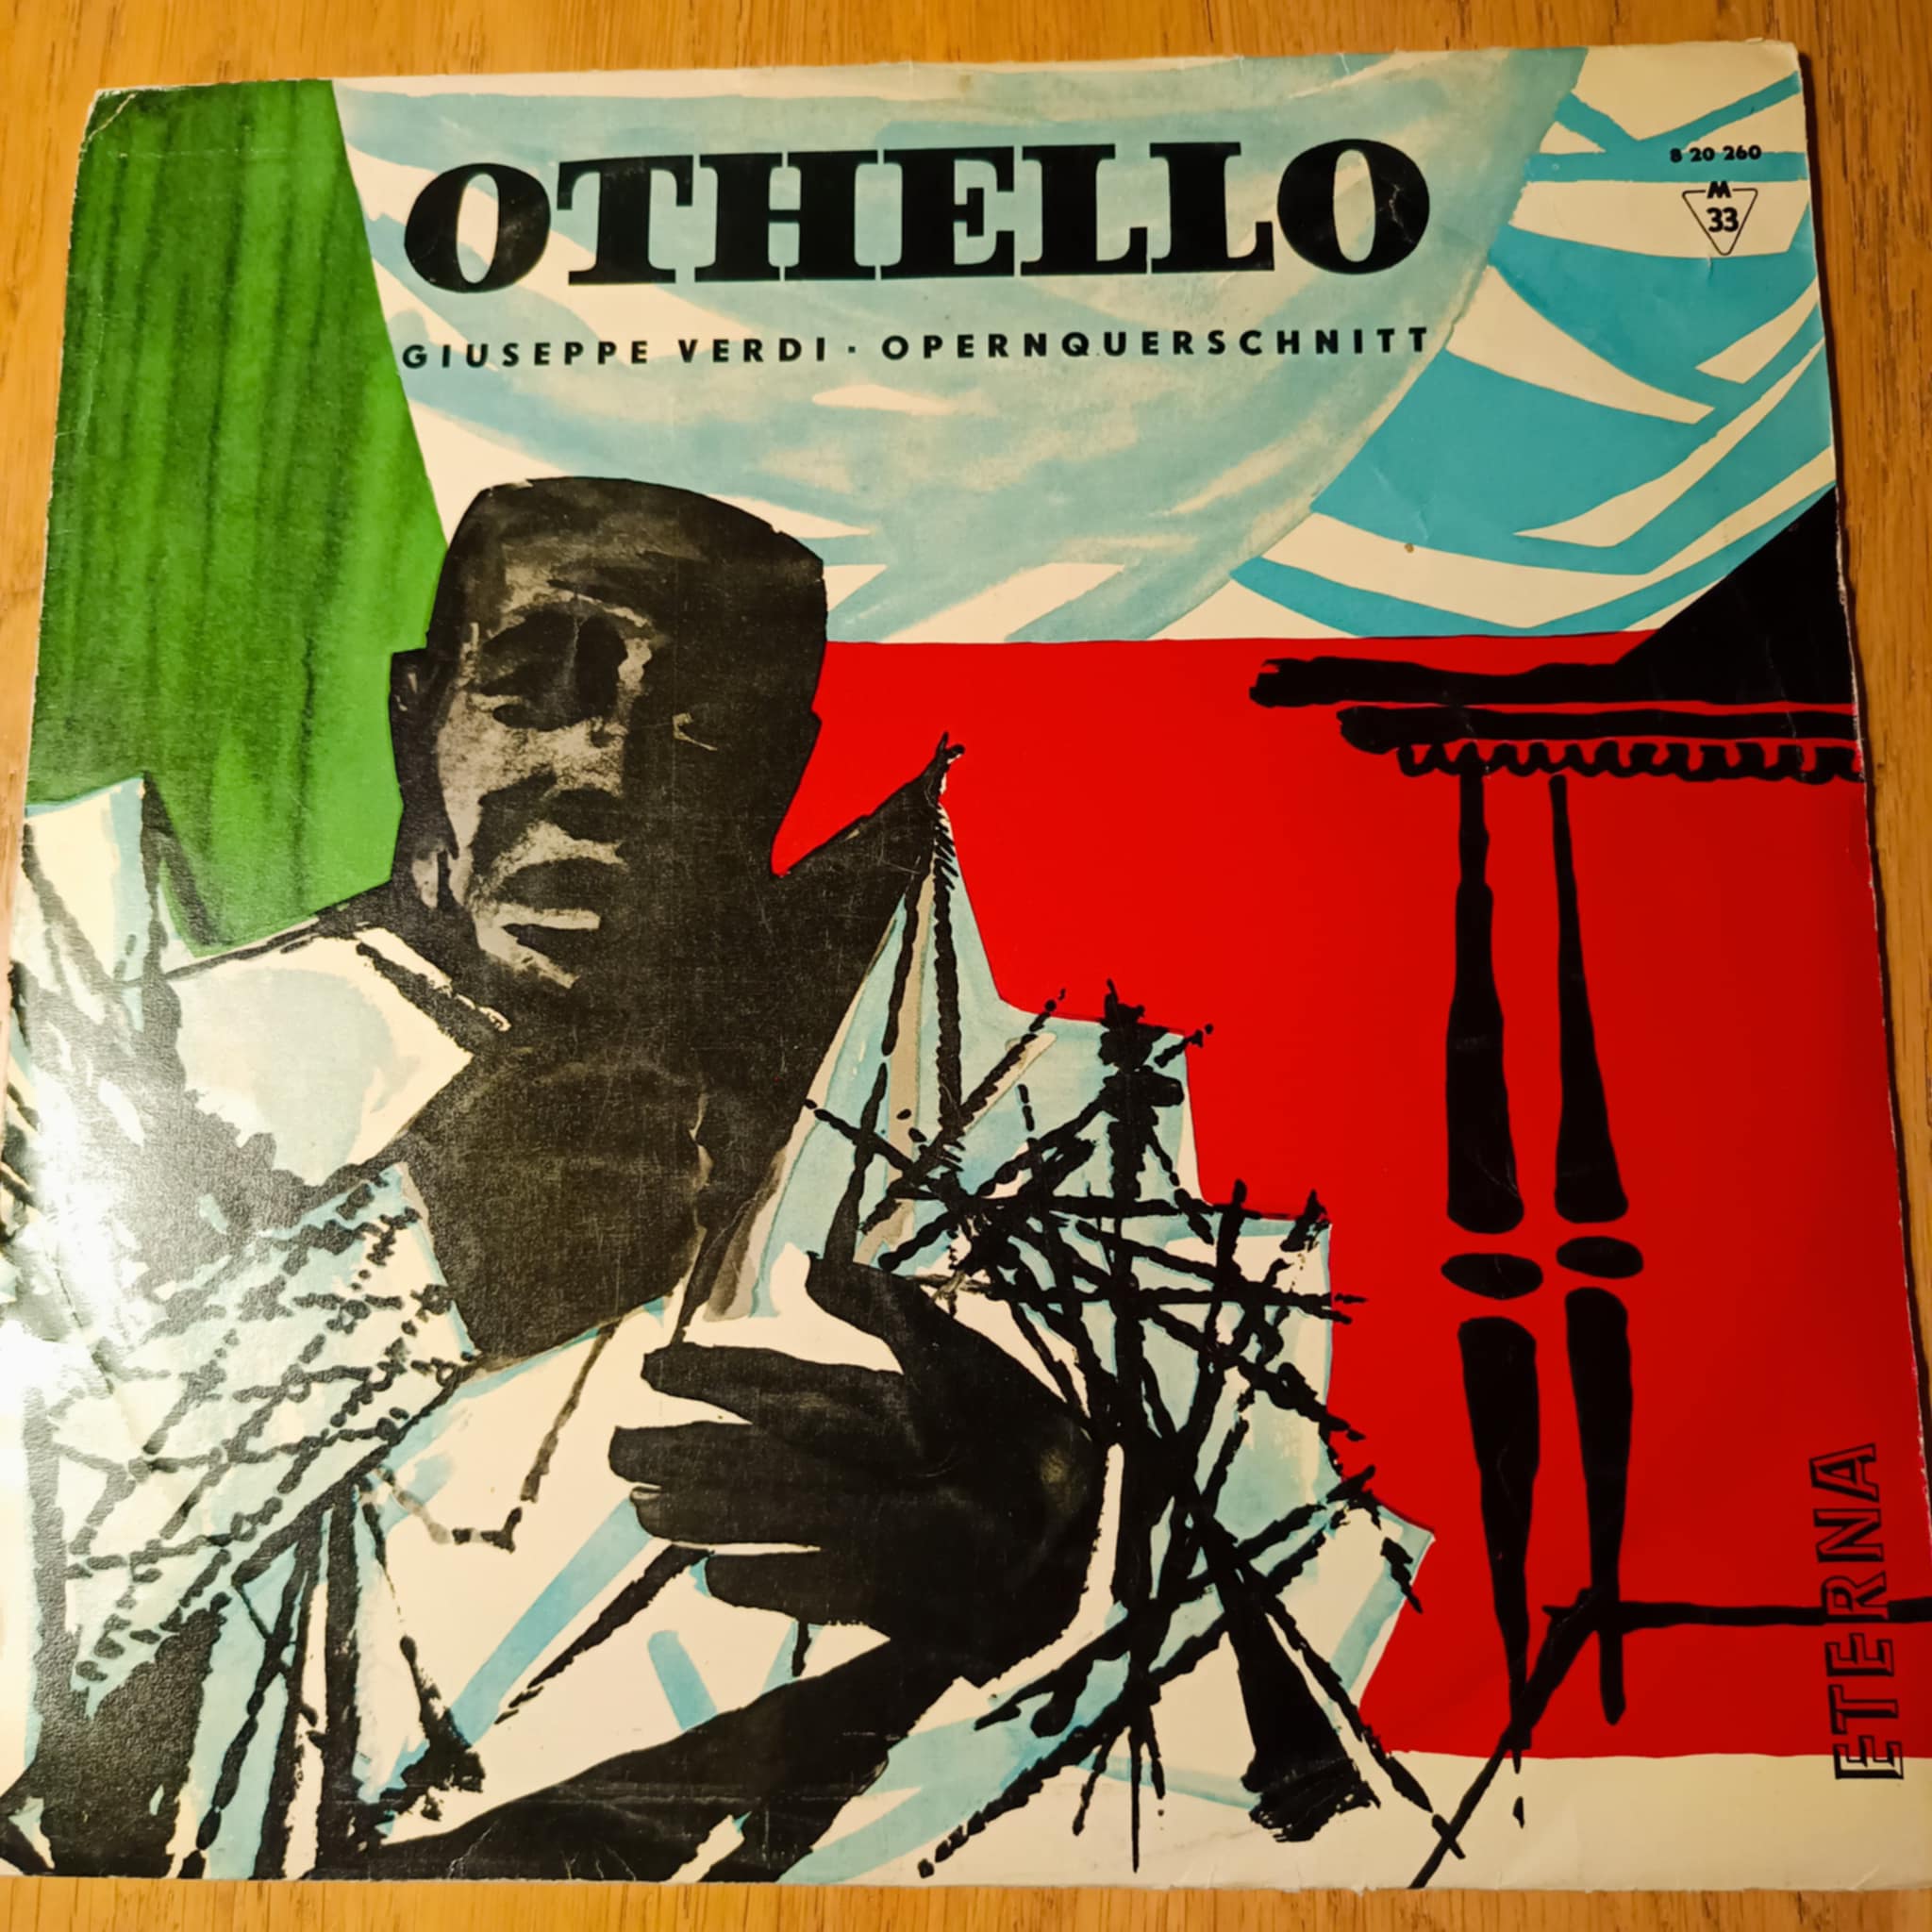 OTHELLO
GIUSEPPE VERDI · OPERNQUERSCHNITT
8 20 260
M
33
ETERNA